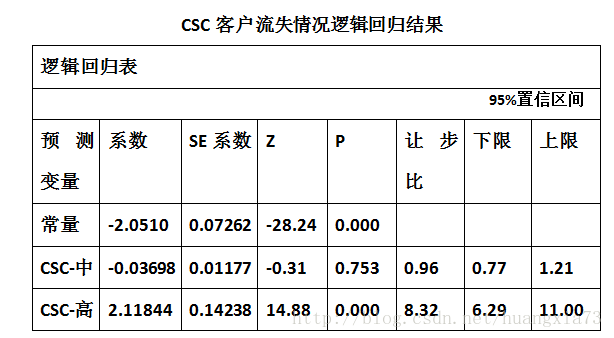 CSC 客户流失情况逻辑回归结果
逻辑回归表
95%置信区间
预测变量 系数 SE 系数 Z P 让步比 下限 上限
常量 -2.0510 0.07262 -28.24 0.000
CSC-中 -0.03698 0.01177 -0.31 0.753 0.96 0.77 1.21
CSC-高 2.11844 0.14238 14.88 0.000 8.32 6.29 11.00
http://blog.csdn.net/huangxia73